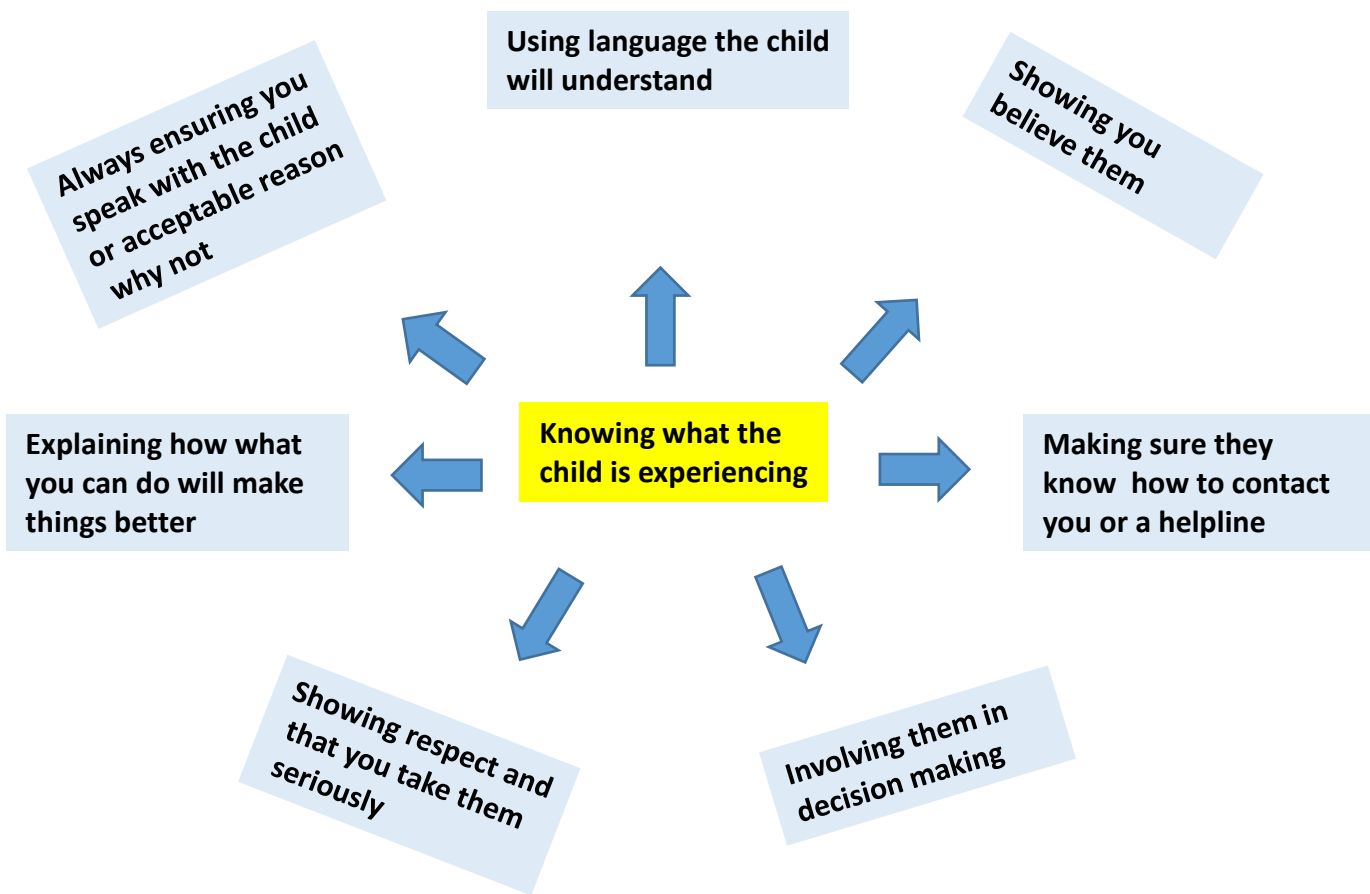 Using language the child
will understand
Always ensuring you
speak with the child
or acceptable reason
why not
Showing you
believe them
Explaining how what
you can do will make
things better
Knowing what the
child is experiencing
Making sure they
know  how to contact
you or a helpline
Showing respect and
that you take them
seriously
Involving them in
decision making